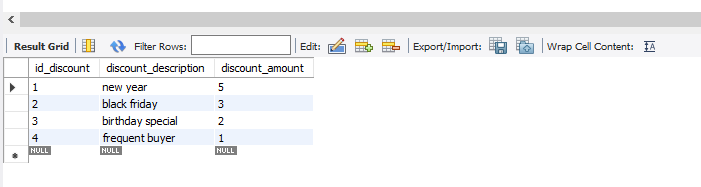 Result Grid Filter Rows: Edit: Export/Import: Wrap Cell Content: IA
id_discount discount_description discount_amount
1 new year 5
2 black friday 3
3 birthday special 2
4 frequent buyer 1
NULL NULL NULL